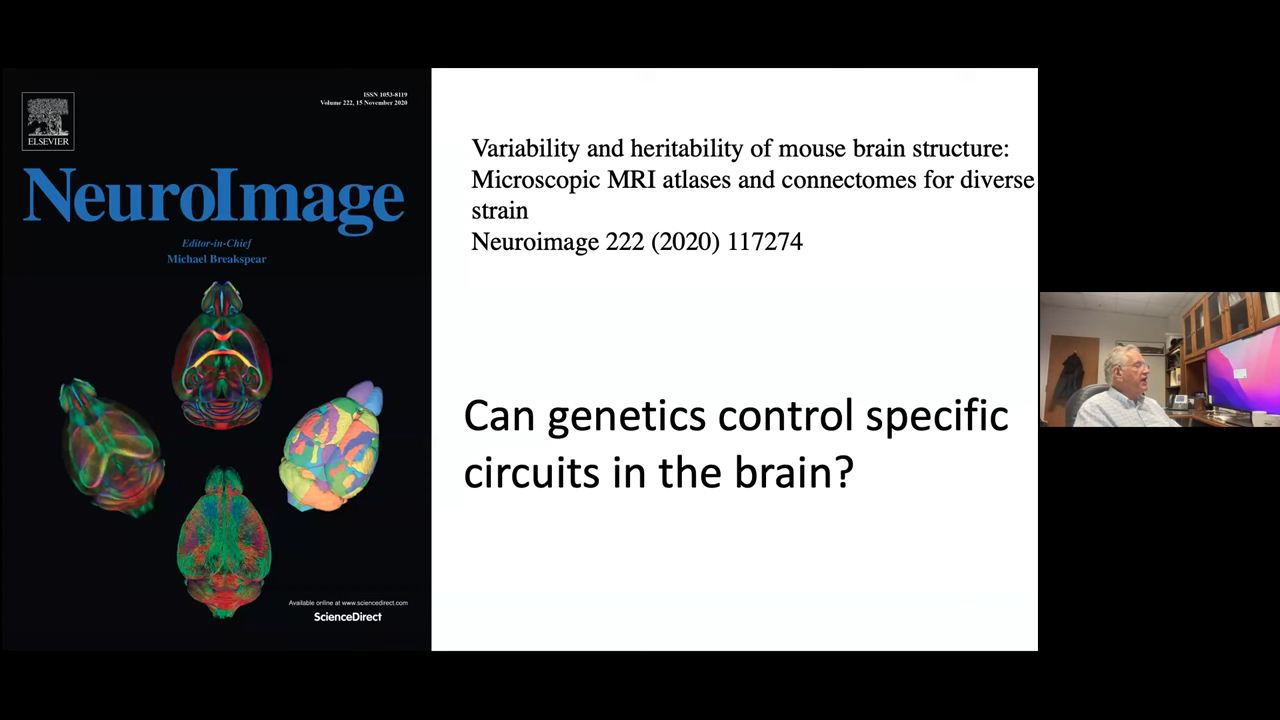 ISSN 1053-8119
Volume 222, 15 November 2020
ELSEVIER
NeuroImage
Editor-in-Chief
Michael Breakspear
Available online at www.sciencedirect.com
ScienceDirect
Variability and heritability of mouse brain structure:
Microscopic MRI atlases and connectomes for diverse
strain
Neuroimage 222 (2020) 117274
Can genetics control specific
circuits in the brain?